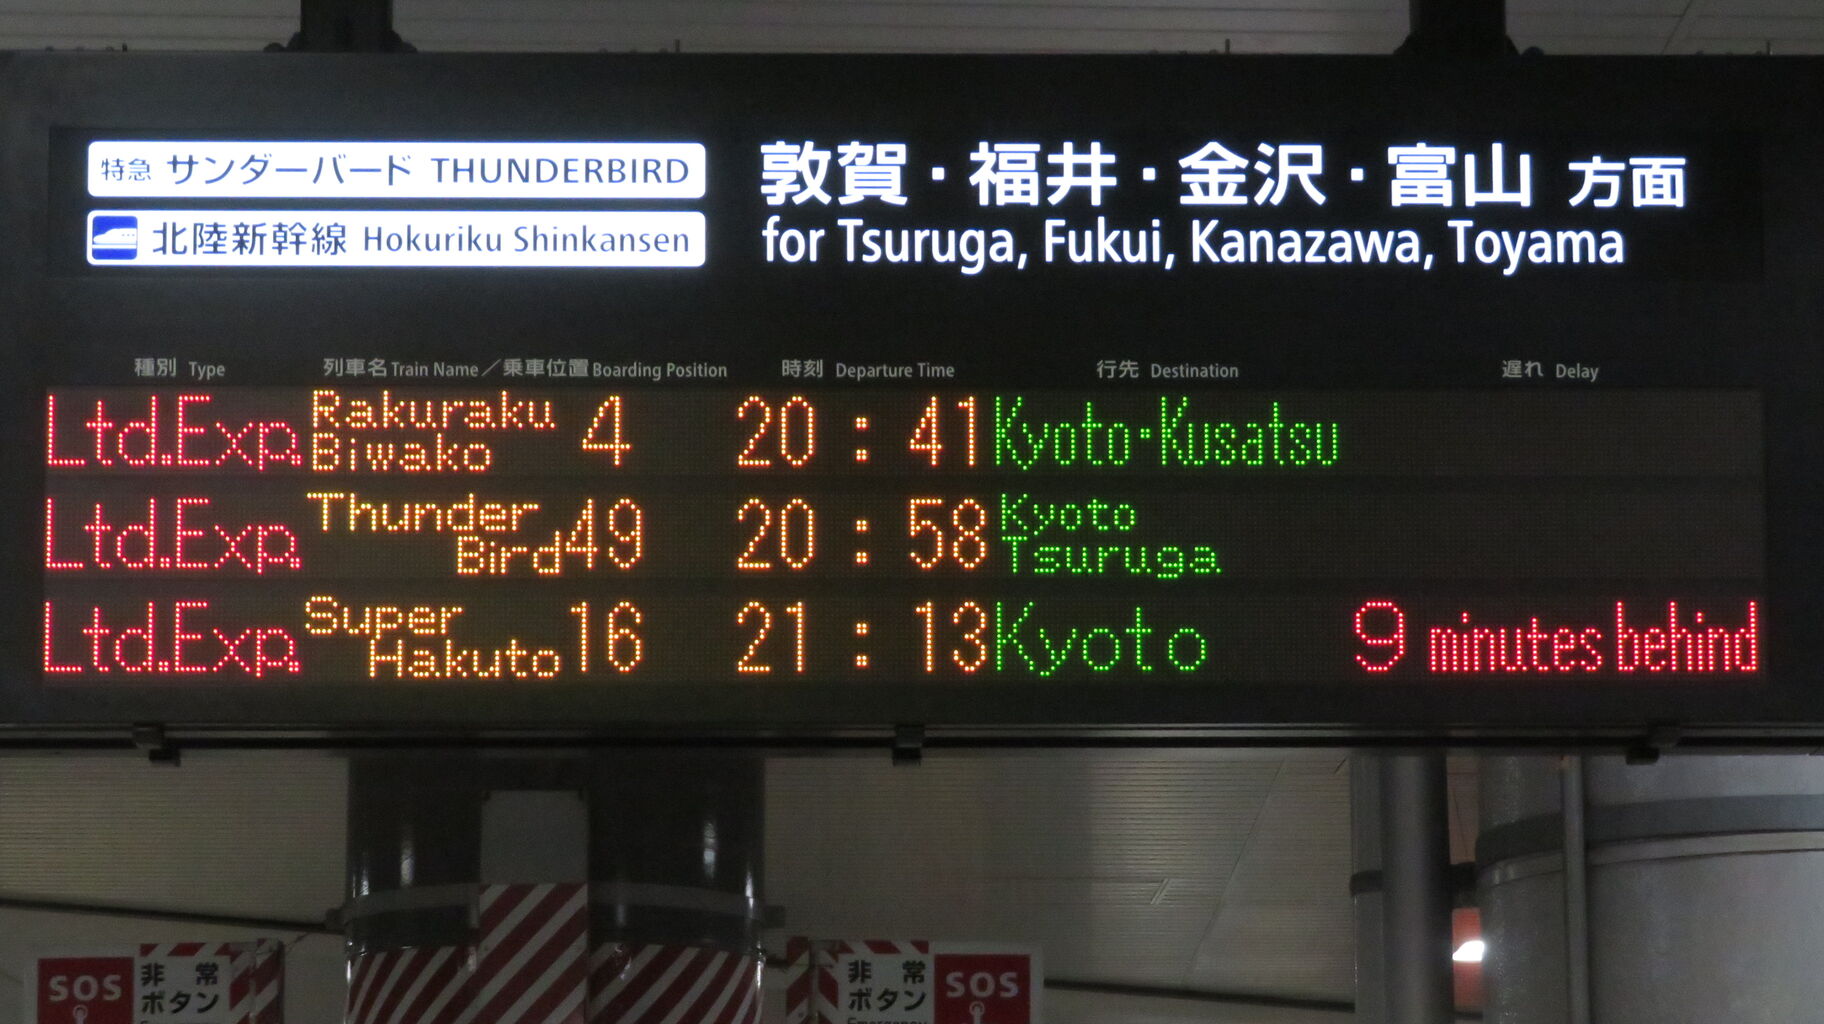 特急 サンダーバード THUNDERBIRD
北陸新幹線 Hokuriku Shinkansen
敦賀・福井・金沢・富山 方面
for Tsuruga, Fukui, Kanazawa, Toyama
種別 Type 列車名 Train Name／乗車位置 Boarding Position 時刻 Departure Time 行先 Destination 遅れ Delay
Ltd.Exp. Rakuraku Biwako 4 20:41 Kyoto・Kusatsu
Ltd.Exp. Thunder Bird 49 20:58 Kyoto Tsuruga
Ltd.Exp. Super Hakuto 16 21:13 Kyoto 9 minutes behind
SOS
非常
ボタン
非常
ボタン
Emergency
SOS